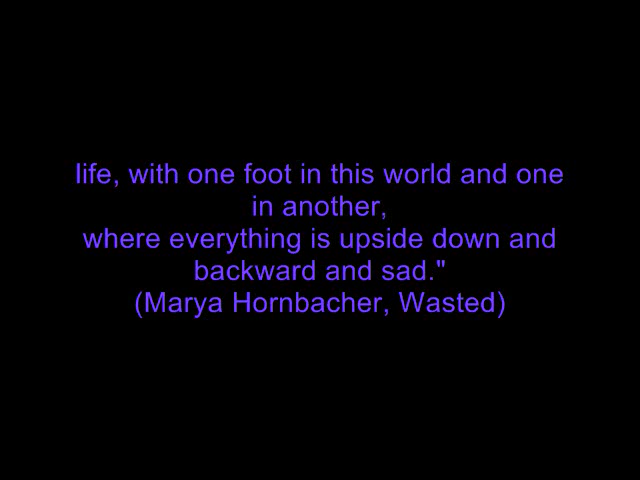 life, with one foot in this world and one
in another,
where everything is upside down and
backward and sad."
(Marya Hornbacher, Wasted)